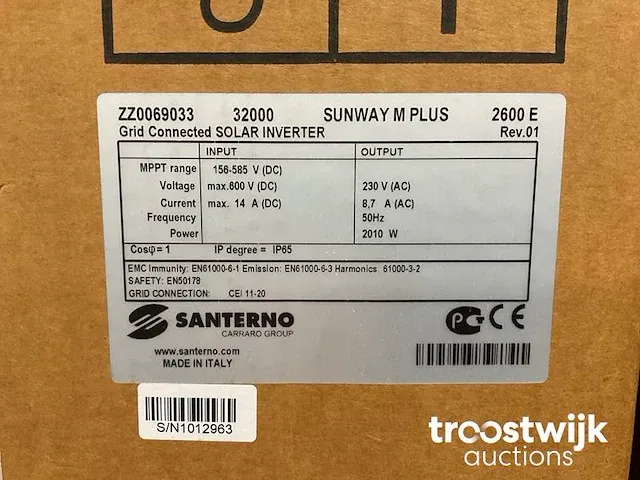 ZZ0069033 32000 SUNWAY M PLUS 2600 E
Grid Connected SOLAR INVERTER Rev.01
INPUT OUTPUT
MPPT range 156-585 V (DC)
Voltage max.600 V (DC) 230 V (AC)
Current max. 14 A (DC) 8,7 A (AC)
Frequency 50Hz
Power 2010 W
Cosφ= 1 IP degree = IP65
EMC Immunity: EN61000-6-1 Emission: EN61000-6-3 Harmonics: 61000-3-2
SAFETY: EN50178
GRID CONNECTION: CEI 11-20
SANTERNO
CARRARO GROUP
www.santerno.com
MADE IN ITALY
CE
S/N1012963
troostwijk
auctions